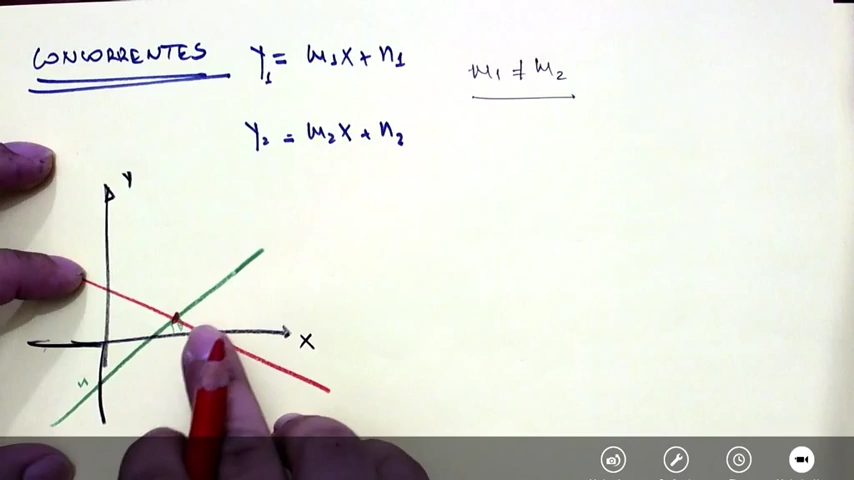 CONCORRENTES
Y₁ = m₁x + n₁
m₁ ≠ m₂
Y₂ = m₂x + n₂
Y
X
n